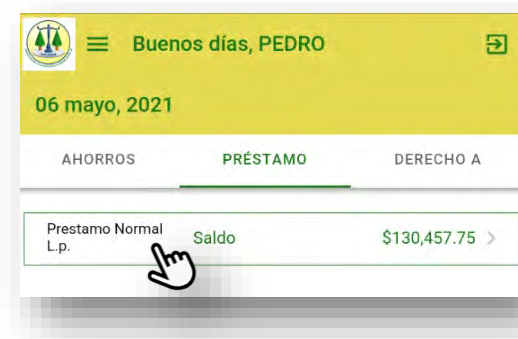 Buenos días, PEDRO
06 mayo, 2021
AHORROS PRÉSTAMO DERECHO A
Prestamo Normal
L.p.
Saldo $130,457.75